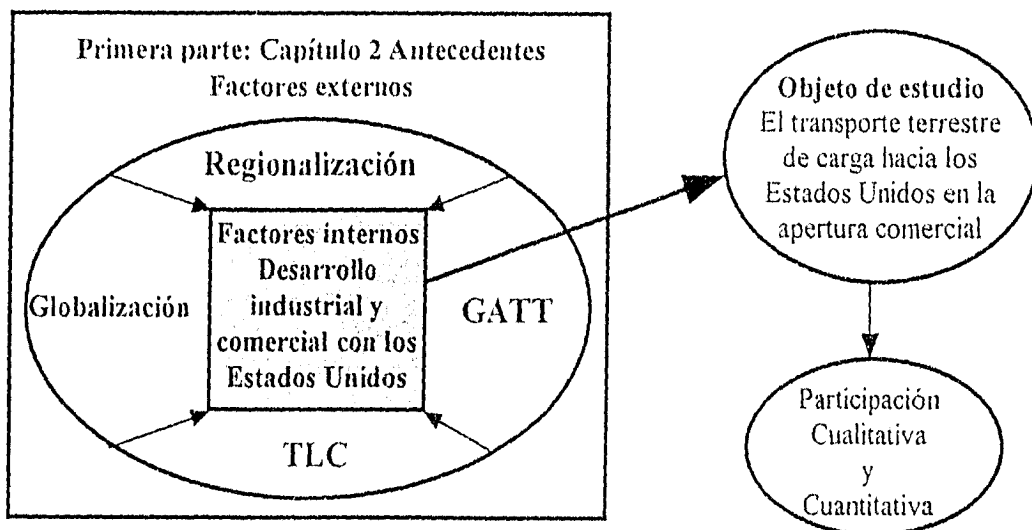 Primera parte: Capítulo 2 Antecedentes
Factores externos
Regionalización
Globalización
Factores internos
Desarrollo
industrial y
comercial con los
Estados Unidos
GATT
TLC
Objeto de estudio
El transporte terrestre
de carga hacia los
Estados Unidos en la
apertura comercial
Participación
Cualitativa
y
Cuantitativa